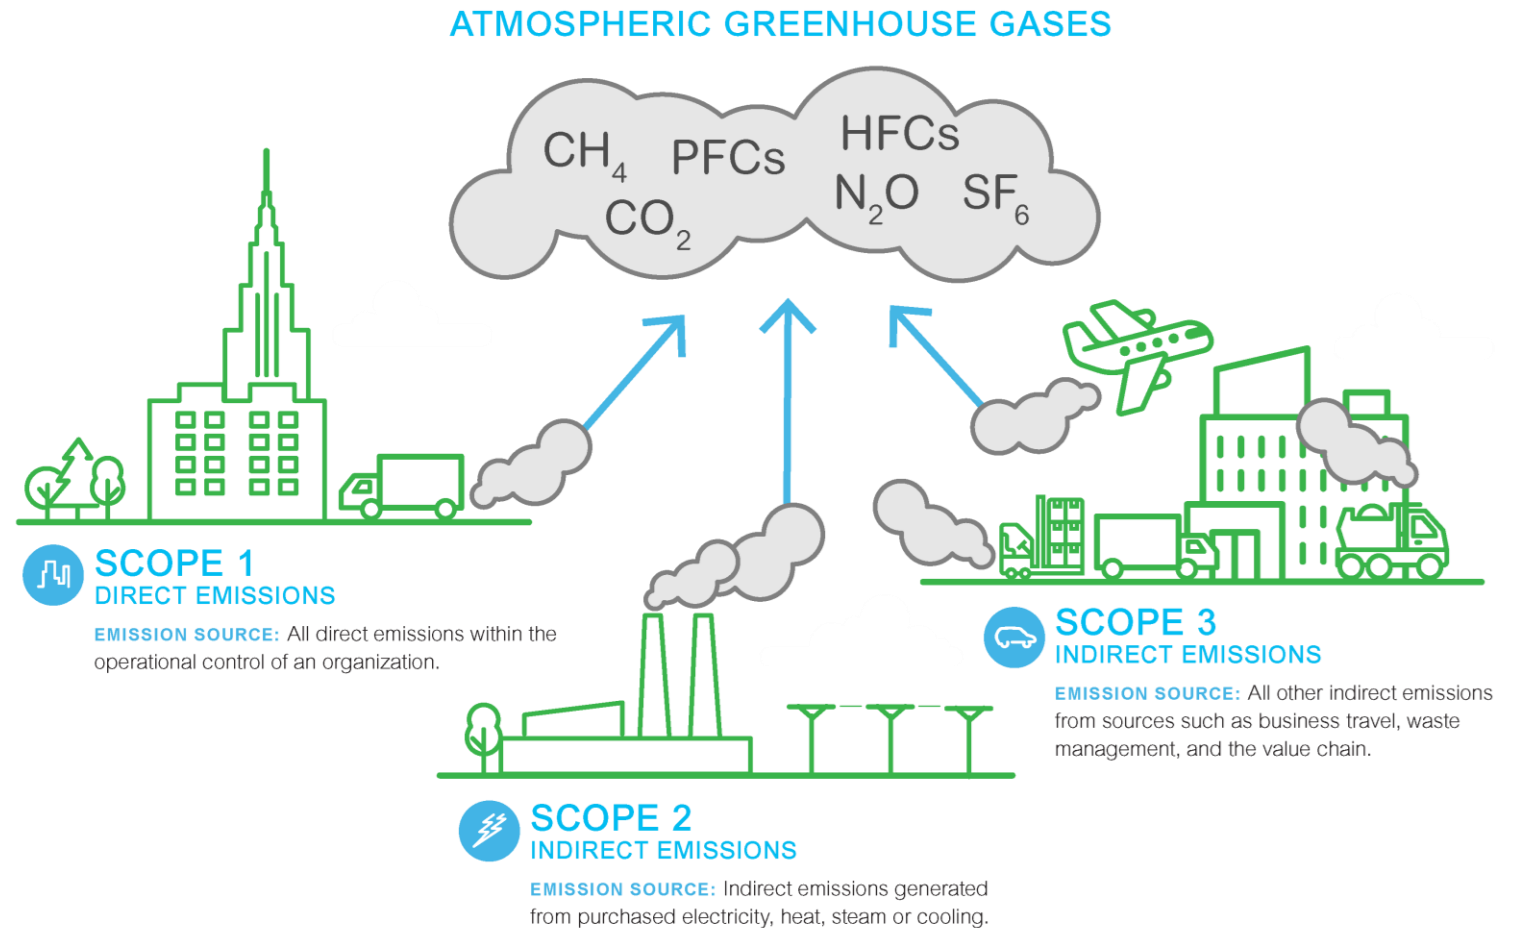 ATMOSPHERIC GREENHOUSE GASES
CH₄ PFCs HFCs
CO₂ N₂O SF₆
SCOPE 1
DIRECT EMISSIONS
EMISSION SOURCE: All direct emissions within the
operational control of an organization.
SCOPE 2
INDIRECT EMISSIONS
EMISSION SOURCE: Indirect emissions generated
from purchased electricity, heat, steam or cooling.
SCOPE 3
INDIRECT EMISSIONS
EMISSION SOURCE: All other indirect emissions
from sources such as business travel, waste
management, and the value chain.